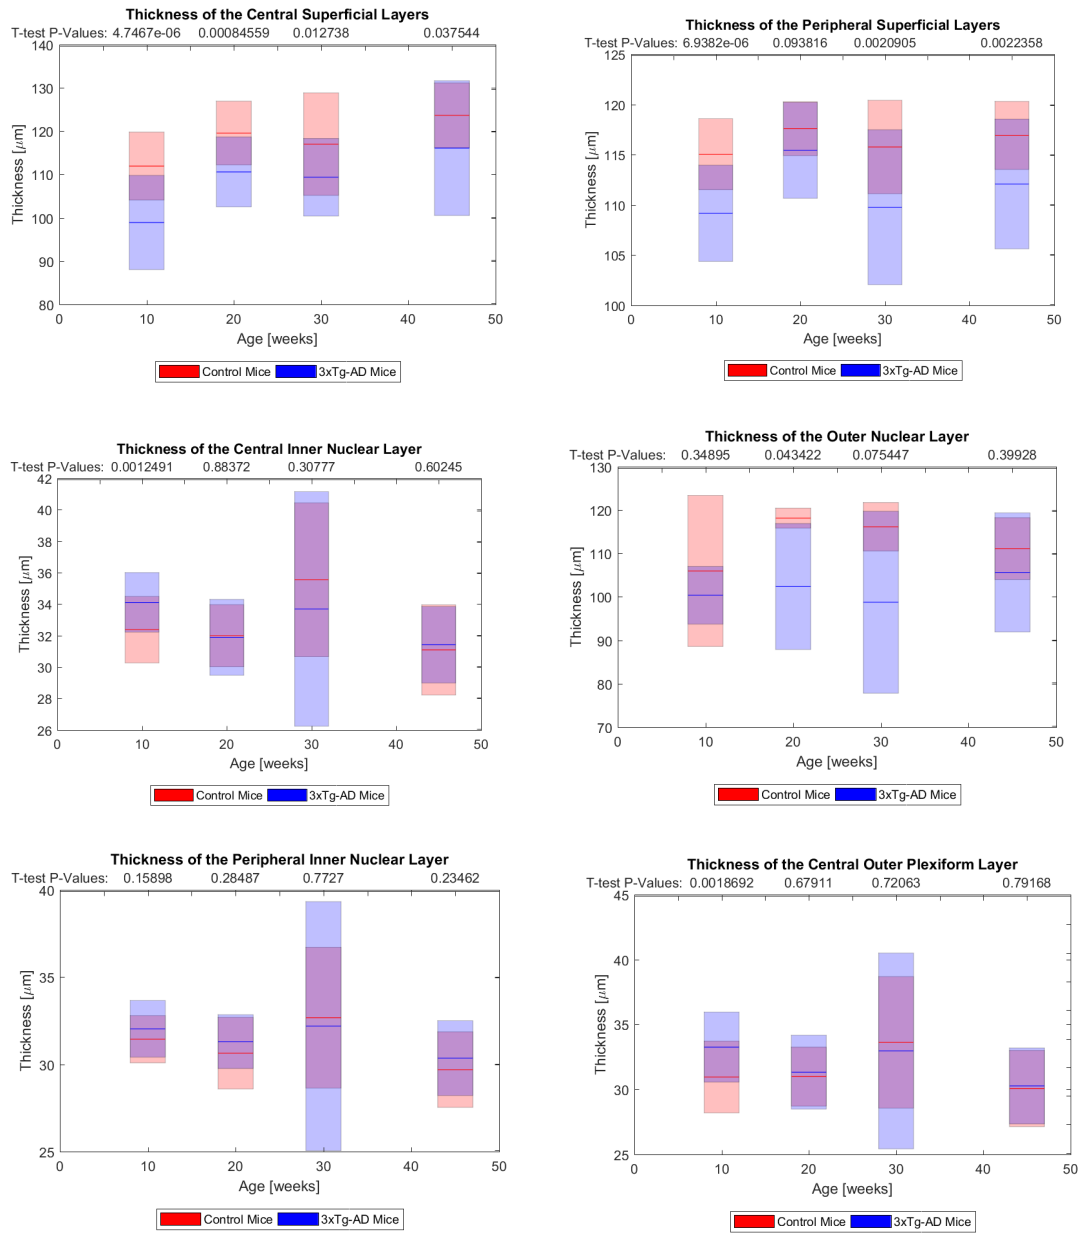 Thickness of the Central Superficial Layers
T-test P-Values: 4.7467e-06 0.00084559 0.012738 0.037544
140
130
120
110
100
90
80
Thickness [μm]
0 10 20 30 40 50
Age [weeks]
Control Mice 3xTg-AD Mice
Thickness of the Peripheral Superficial Layers
T-test P-Values: 6.9382e-06 0.093816 0.0020905 0.0022358
125
120
115
110
105
100
Thickness [μm]
0 10 20 30 40 50
Age [weeks]
Control Mice 3xTg-AD Mice
Thickness of the Central Inner Nuclear Layer
T-test P-Values: 0.0012491 0.88372 0.30777 0.60245
42
40
38
36
34
32
30
28
26
Thickness [μm]
0 10 20 30 40 50
Age [weeks]
Control Mice 3xTg-AD Mice
Thickness of the Outer Nuclear Layer
T-test P-Values: 0.34895 0.043422 0.075447 0.39928
130
120
110
100
90
80
70
Thickness [μm]
0 10 20 30 40 50
Age [weeks]
Control Mice 3xTg-AD Mice
Thickness of the Peripheral Inner Nuclear Layer
T-test P-Values: 0.15898 0.28487 0.7727 0.23462
40
35
30
25
Thickness [μm]
0 10 20 30 40 50
Age [weeks]
Control Mice 3xTg-AD Mice
Thickness of the Central Outer Plexiform Layer
T-test P-Values: 0.0018692 0.67911 0.72063 0.79168
45
40
35
30
25
Thickness [μm]
0 10 20 30 40 50
Age [weeks]
Control Mice 3xTg-AD Mice